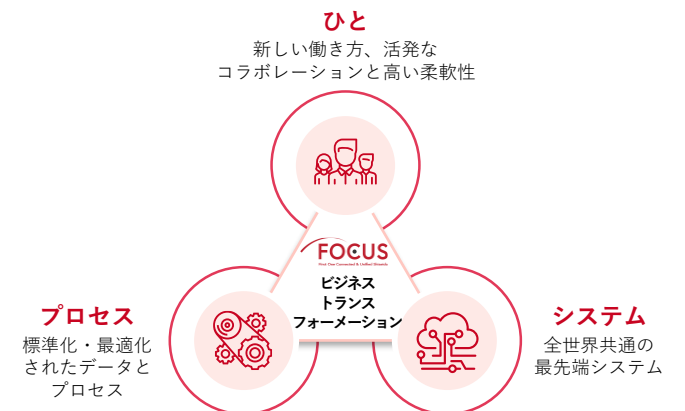 ひと
新しい働き方、活発な
コラボレーションと高い柔軟性
FOCUS
ビジネス
トランス
フォーメーション
プロセス
標準化・最適化
されたデータと
プロセス
システム
全世界共通の
最先端システム